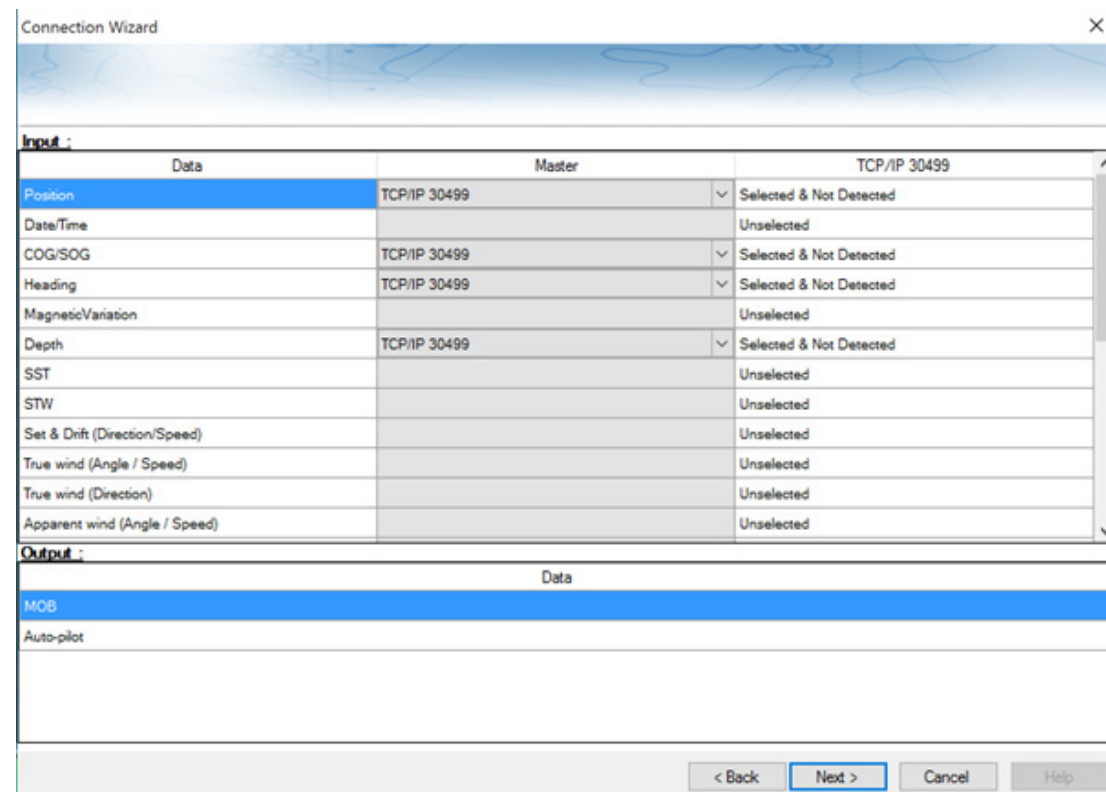 Connection Wizard
Input :
Data Master TCP/IP 30499
Position TCP/IP 30499 Selected & Not Detected
Date/Time Unselected
COG/SOG TCP/IP 30499 Selected & Not Detected
Heading TCP/IP 30499 Selected & Not Detected
MagneticVariation Unselected
Depth TCP/IP 30499 Selected & Not Detected
SST Unselected
STW Unselected
Set & Drift (Direction/Speed) Unselected
True wind (Angle / Speed) Unselected
True wind (Direction) Unselected
Apparent wind (Angle / Speed) Unselected
Output :
Data
MOB
Auto-pilot
< Back Next > Cancel Help